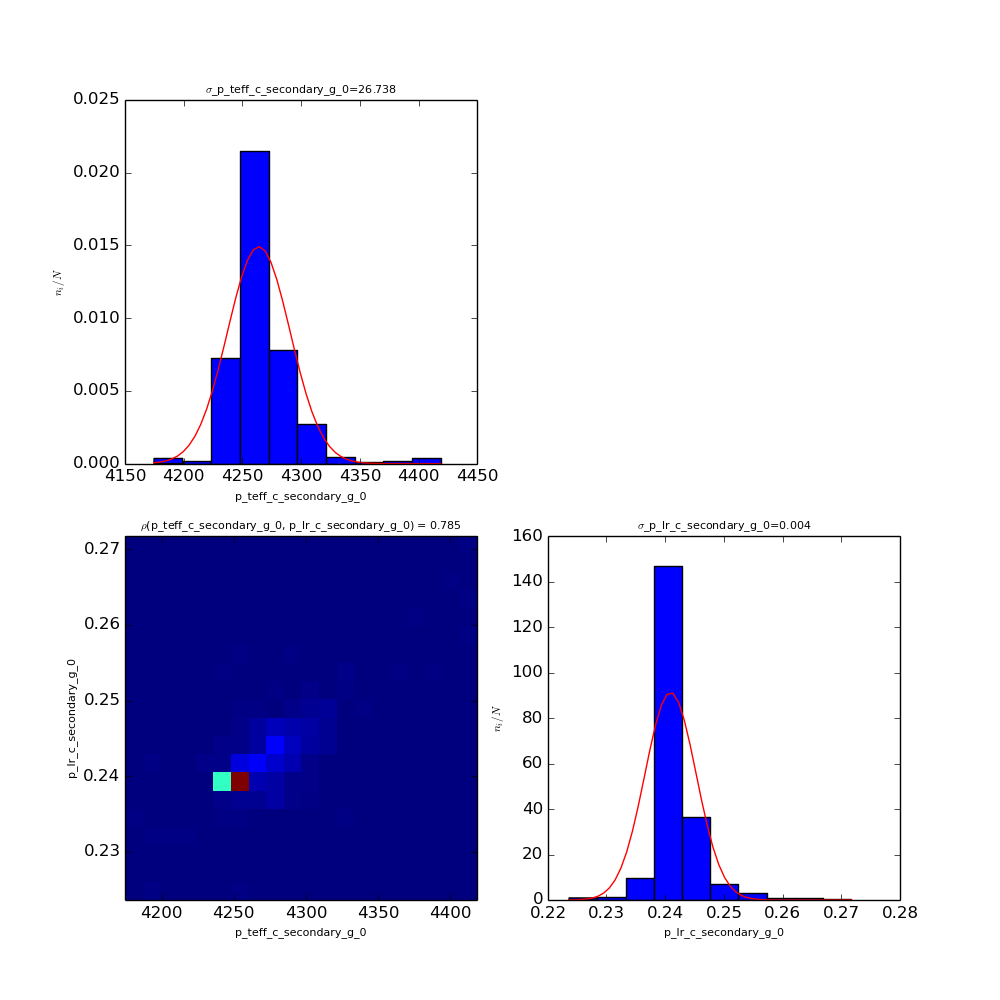 σ_p_teff_c_secondary_g_0=26.738
0.025
0.020
0.015
0.010
0.005
0.000
n_i/N
4150 4200 4250 4300 4350 4400 4450
p_teff_c_secondary_g_0
ρ(p_teff_c_secondary_g_0, p_lr_c_secondary_g_0) = 0.785
0.27
0.26
0.25
0.24
0.23
p_lr_c_secondary_g_0
4200 4250 4300 4350 4400
p_teff_c_secondary_g_0
σ_p_lr_c_secondary_g_0=0.004
160
140
120
100
80
60
40
20
0
n_i/N
0.22 0.23 0.24 0.25 0.26 0.27 0.28
p_lr_c_secondary_g_0